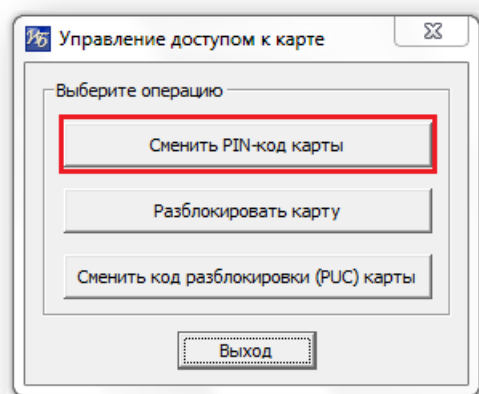 Управление доступом к карте
Выберите операцию
Сменить PIN-код карты
Разблокировать карту
Сменить код разблокировки (PUC) карты
Выход